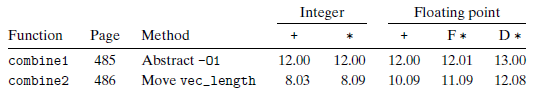 Integer Floating point
Function Page Method + * + F * D *
combine1 485 Abstract -O1 12.00 12.00 12.00 12.01 13.00
combine2 486 Move vec_length 8.03 8.09 10.09 11.09 12.08